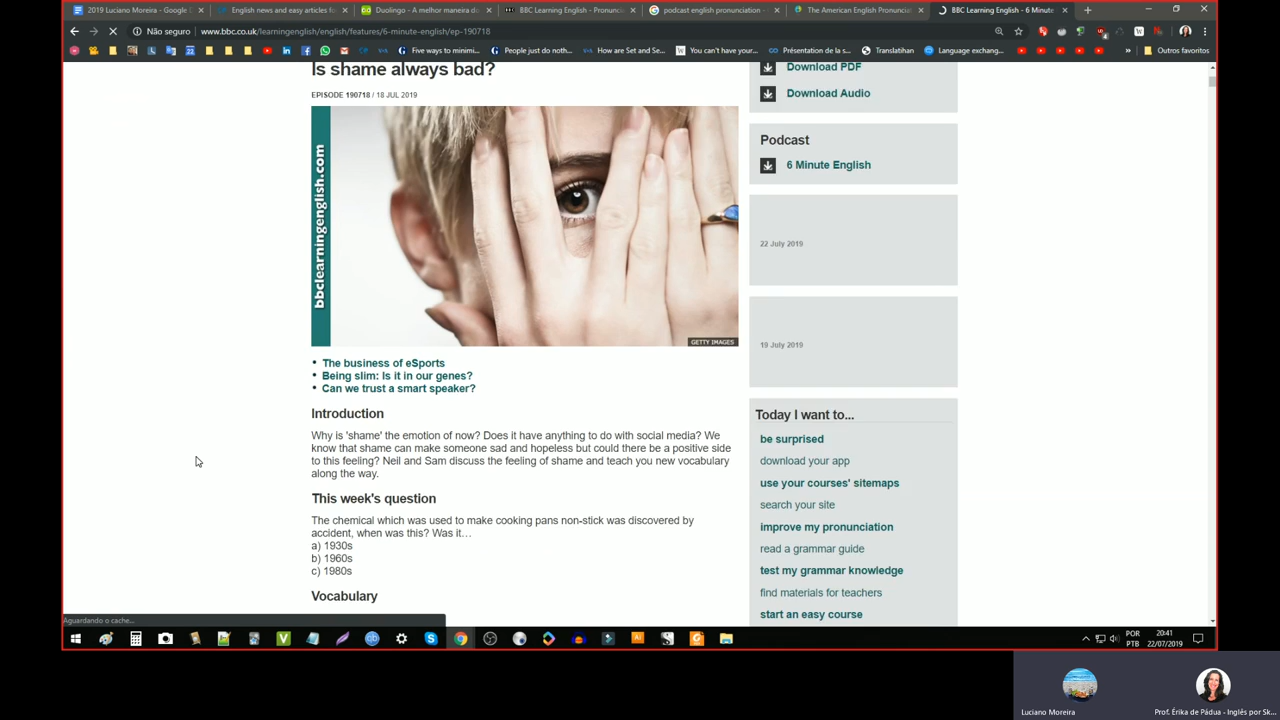 2019 Luciano Moreira - Google
English news and easy articles fo
Duolingo - A melhor maneira d
BBC Learning English - Pronunci
podcast english pronunciation -
The American English Pronuncia
BBC Learning English - 6 Minute
Não seguro
www.bbc.co.uk/learningenglish/english/features/6-minute-english/ep-190718
Five ways to minimi...
People just do noth...
How are Set and Se...
You can't have your...
Présentation de la s...
Translatihan
Language exchang...
»
Outros favoritos
Is shame always bad?
EPISODE 190718 / 18 JUL 2019
bbclearningenglish.com
GETTY IMAGES
• The business of eSports
• Being slim: Is it in our genes?
• Can we trust a smart speaker?
Introduction
Why is 'shame' the emotion of now? Does it have anything to do with social media? We
know that shame can make someone sad and hopeless but could there be a positive side
to this feeling? Neil and Sam discuss the feeling of shame and teach you new vocabulary
along the way.
This week's question
The chemical which was used to make cooking pans non-stick was discovered by
accident, when was this? Was it…
a) 1930s
b) 1960s
c) 1980s
Vocabulary
Download PDF
Download Audio
Podcast
6 Minute English
22 July 2019
19 July 2019
Today I want to...
be surprised
download your app
use your courses' sitemaps
search your site
improve my pronunciation
read a grammar guide
test my grammar knowledge
find materials for teachers
start an easy course
Aguardando o cache...
POR
PTB
20:41
22/07/2019
Luciano Moreira
Prof. Érika de Pádua - Inglês por Sk...